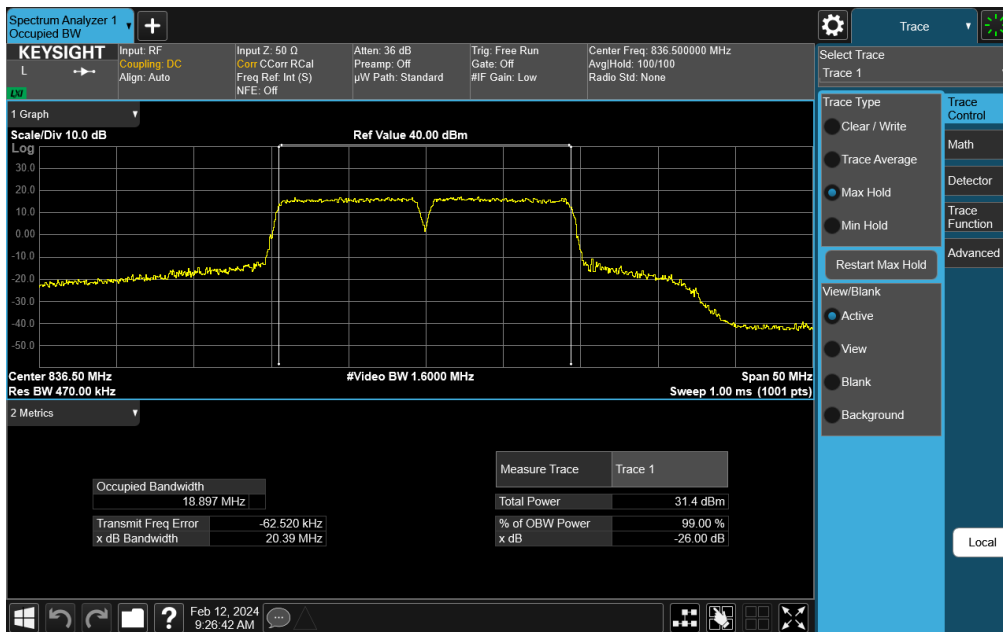 Spectrum Analyzer 1
Occupied BW
KEYSIGHT
L
LXI
Input: RF
Coupling: DC
Align: Auto
Input Z: 50 Ω
Corr CCorr RCal
Freq Ref: Int (S)
NFE: Off
Atten: 36 dB
Preamp: Off
µW Path: Standard
Trig: Free Run
Gate: Off
#IF Gain: Low
Center Freq: 836.500000 MHz
Avg|Hold: 100/100
Radio Std: None
1 Graph
Scale/Div 10.0 dB
Ref Value 40.00 dBm
Log
30.0
20.0
10.0
0.00
-10.0
-20.0
-30.0
-40.0
-50.0
Center 836.50 MHz
#Video BW 1.6000 MHz
Span 50 MHz
Res BW 470.00 kHz
Sweep 1.00 ms (1001 pts)
2 Metrics
Occupied Bandwidth
18.897 MHz
Transmit Freq Error -62.520 kHz
x dB Bandwidth 20.39 MHz
Measure Trace Trace 1
Total Power 31.4 dBm
% of OBW Power 99.00 %
x dB -26.00 dB
Feb 12, 2024
9:26:42 AM
Trace
Select Trace
Trace 1
Trace Type
Clear / Write
Trace Average
Max Hold
Min Hold
Restart Max Hold
View/Blank
Active
View
Blank
Background
Trace
Control
Math
Detector
Trace
Function
Advanced
Local